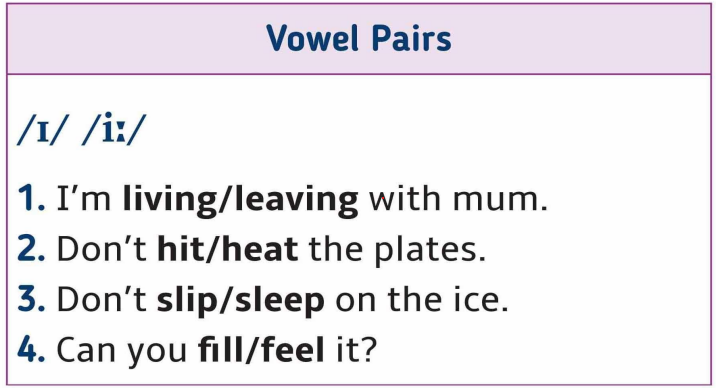 Vowel Pairs
/ɪ/ /iː/
1. I’m living/leaving with mum.
2. Don’t hit/heat the plates.
3. Don’t slip/sleep on the ice.
4. Can you fill/feel it?